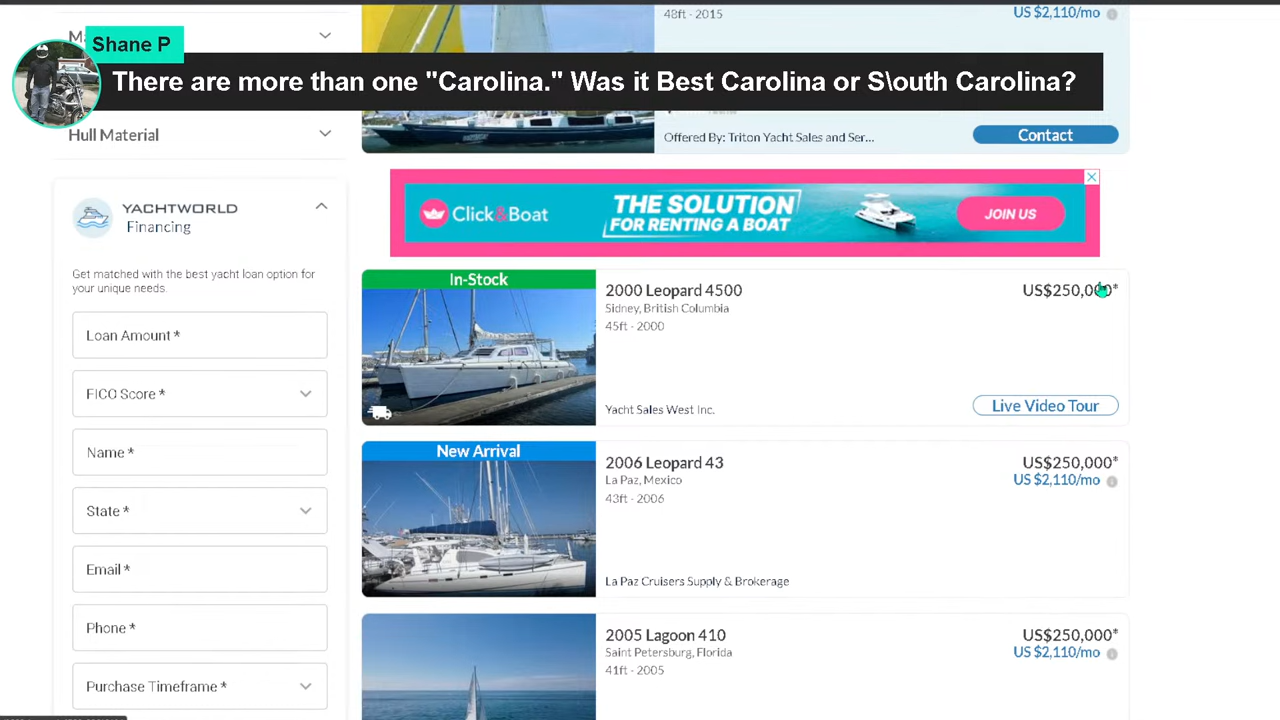 48ft - 2015
US $2,110/mo
Shane P
There are more than one "Carolina." Was it Best Carolina or S\outh Carolina?
Hull Material
Offered By: Triton Yacht Sales and Ser...
Contact
YACHTWORLD
Financing
Get matched with the best yacht loan option for
your unique needs.
Loan Amount *
FICO Score *
Name *
State *
Email *
Phone *
Purchase Timeframe *
Click&Boat
THE SOLUTION
FOR RENTING A BOAT
JOIN US
In-Stock
2000 Leopard 4500
US$250,000*
Sidney, British Columbia
45ft - 2000
Yacht Sales West Inc.
Live Video Tour
New Arrival
2006 Leopard 43
US$250,000*
La Paz, Mexico
US $2,110/mo
43ft - 2006
La Paz Cruisers Supply & Brokerage
2005 Lagoon 410
US$250,000*
Saint Petersburg, Florida
US $2,110/mo
41ft - 2005